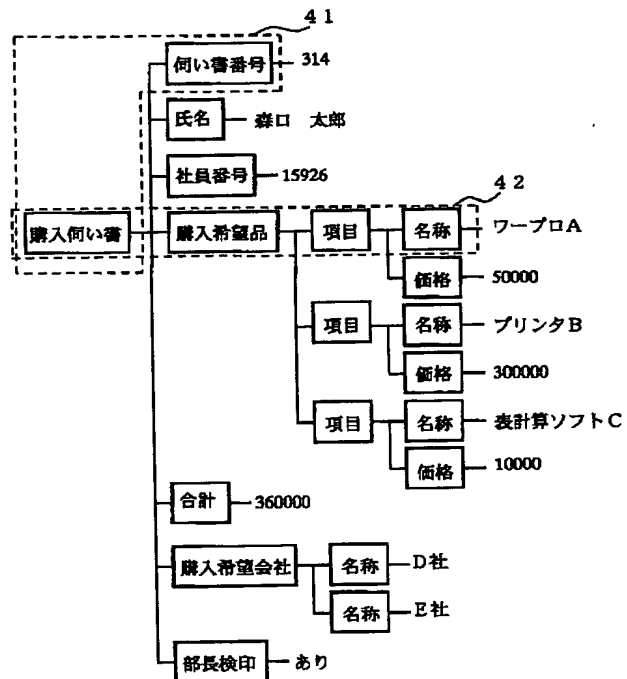 41
伺い書番号 314
氏名 森口 太郎
社員番号 15926
42
購入伺い書 購入希望品 項目 名称 ワープロA
価格 50000
項目 名称 プリンタB
価格 300000
項目 名称 表計算ソフトC
価格 10000
合計 360000
購入希望会社 名称 D社
名称 E社
部長検印 あり